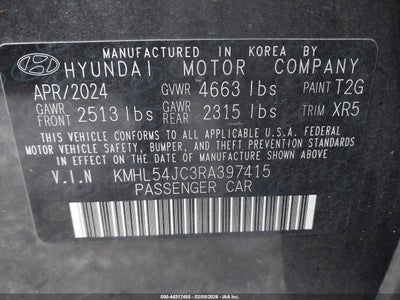 MANUFACTURED IN KOREA BY
HYUNDAI MOTOR COMPANY
APR/2024 GVWR 4663 lbs PAINT T2G
GAWR FRONT 2513 lbs GAWR REAR 2315 lbs TRIM XR5
THIS VEHICLE CONFORMS TO ALL APPLICABLE U.S.A. FEDERAL
MOTOR VEHICLE SAFETY, BUMPER, AND THEFT PREVENTION STANDARDS
IN EFFECT ON THE DATE OF MANUFACTURE SHOWN ABOVE.
V.I.N KMHL54JC3RA397415
PASSENGER CAR
000-44317485 - 02/09/2026 - IAA, Inc.